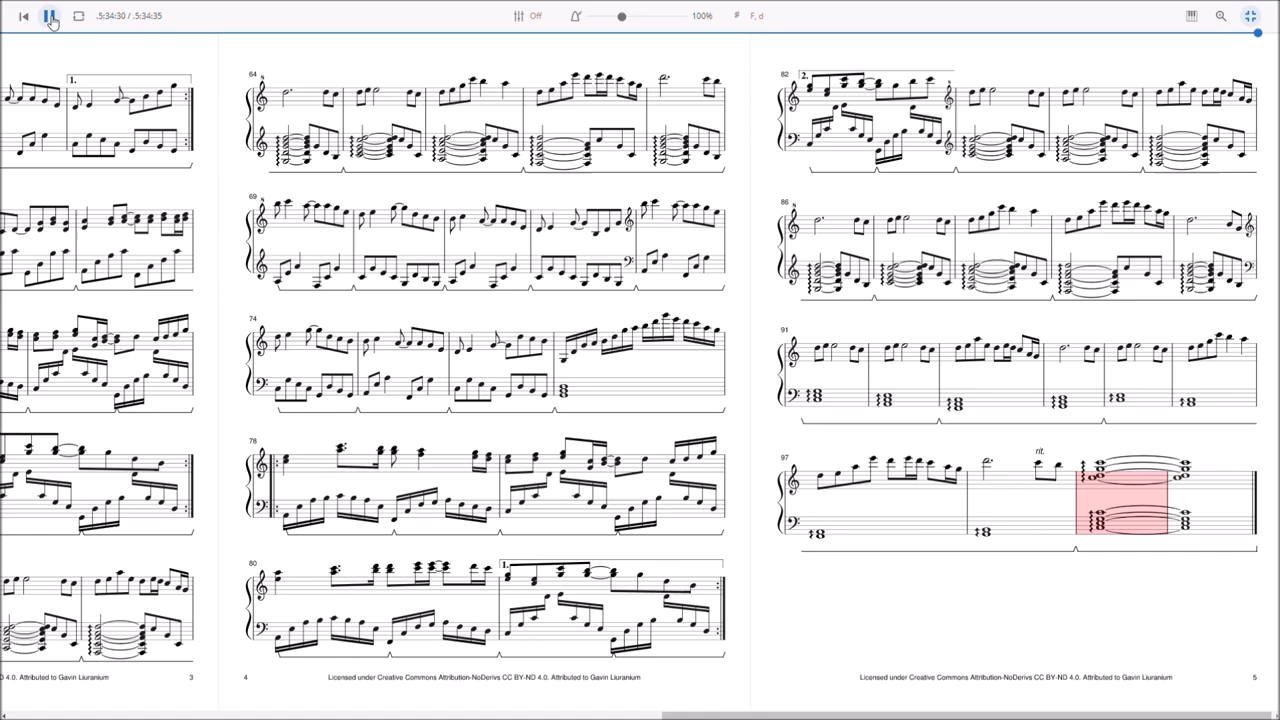 .5:34:30 / .5:34:35 Off 100% F, d
1.
64
69
74
78
80
1.
82
2.
86
91
97
rit.
D 4.0. Attributed to Gavin Liuranium 3
4 Licensed under Creative Commons Attribution-NoDerivs CC BY-ND 4.0. Attributed to Gavin Liuranium
Licensed under Creative Commons Attribution-NoDerivs CC BY-ND 4.0. Attributed to Gavin Liuranium 5